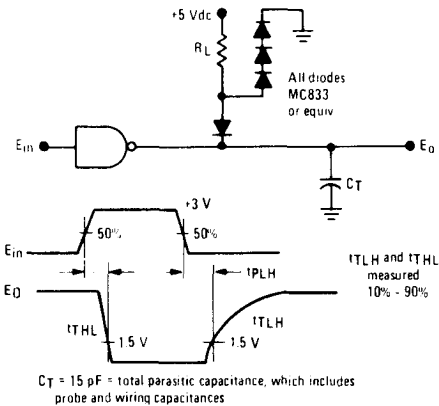 +5 Vdc
RL
All diodes
MC833
or equiv
Ein
Eo
CT
+3 V
50%
50%
Ein
tPLH
tTLH and tTHL
measured
10% - 90%
EO
tTHL
tTLH
1.5 V
1.5 V
CT = 15 pF = total parasitic capacitance, which includes
probe and wiring capacitances